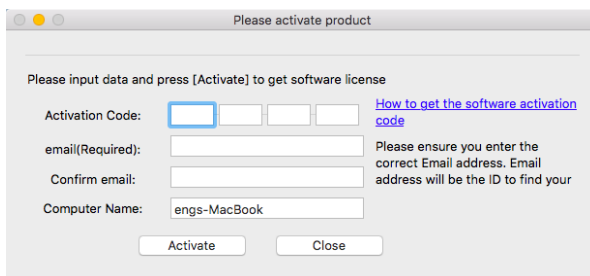 Please activate product
Please input data and press [Activate] to get software license
Activation Code:
How to get the software activation
code
email(Required):
Please ensure you enter the
correct Email address. Email
address will be the ID to find your
Confirm email:
Computer Name:
engs-MacBook
Activate
Close